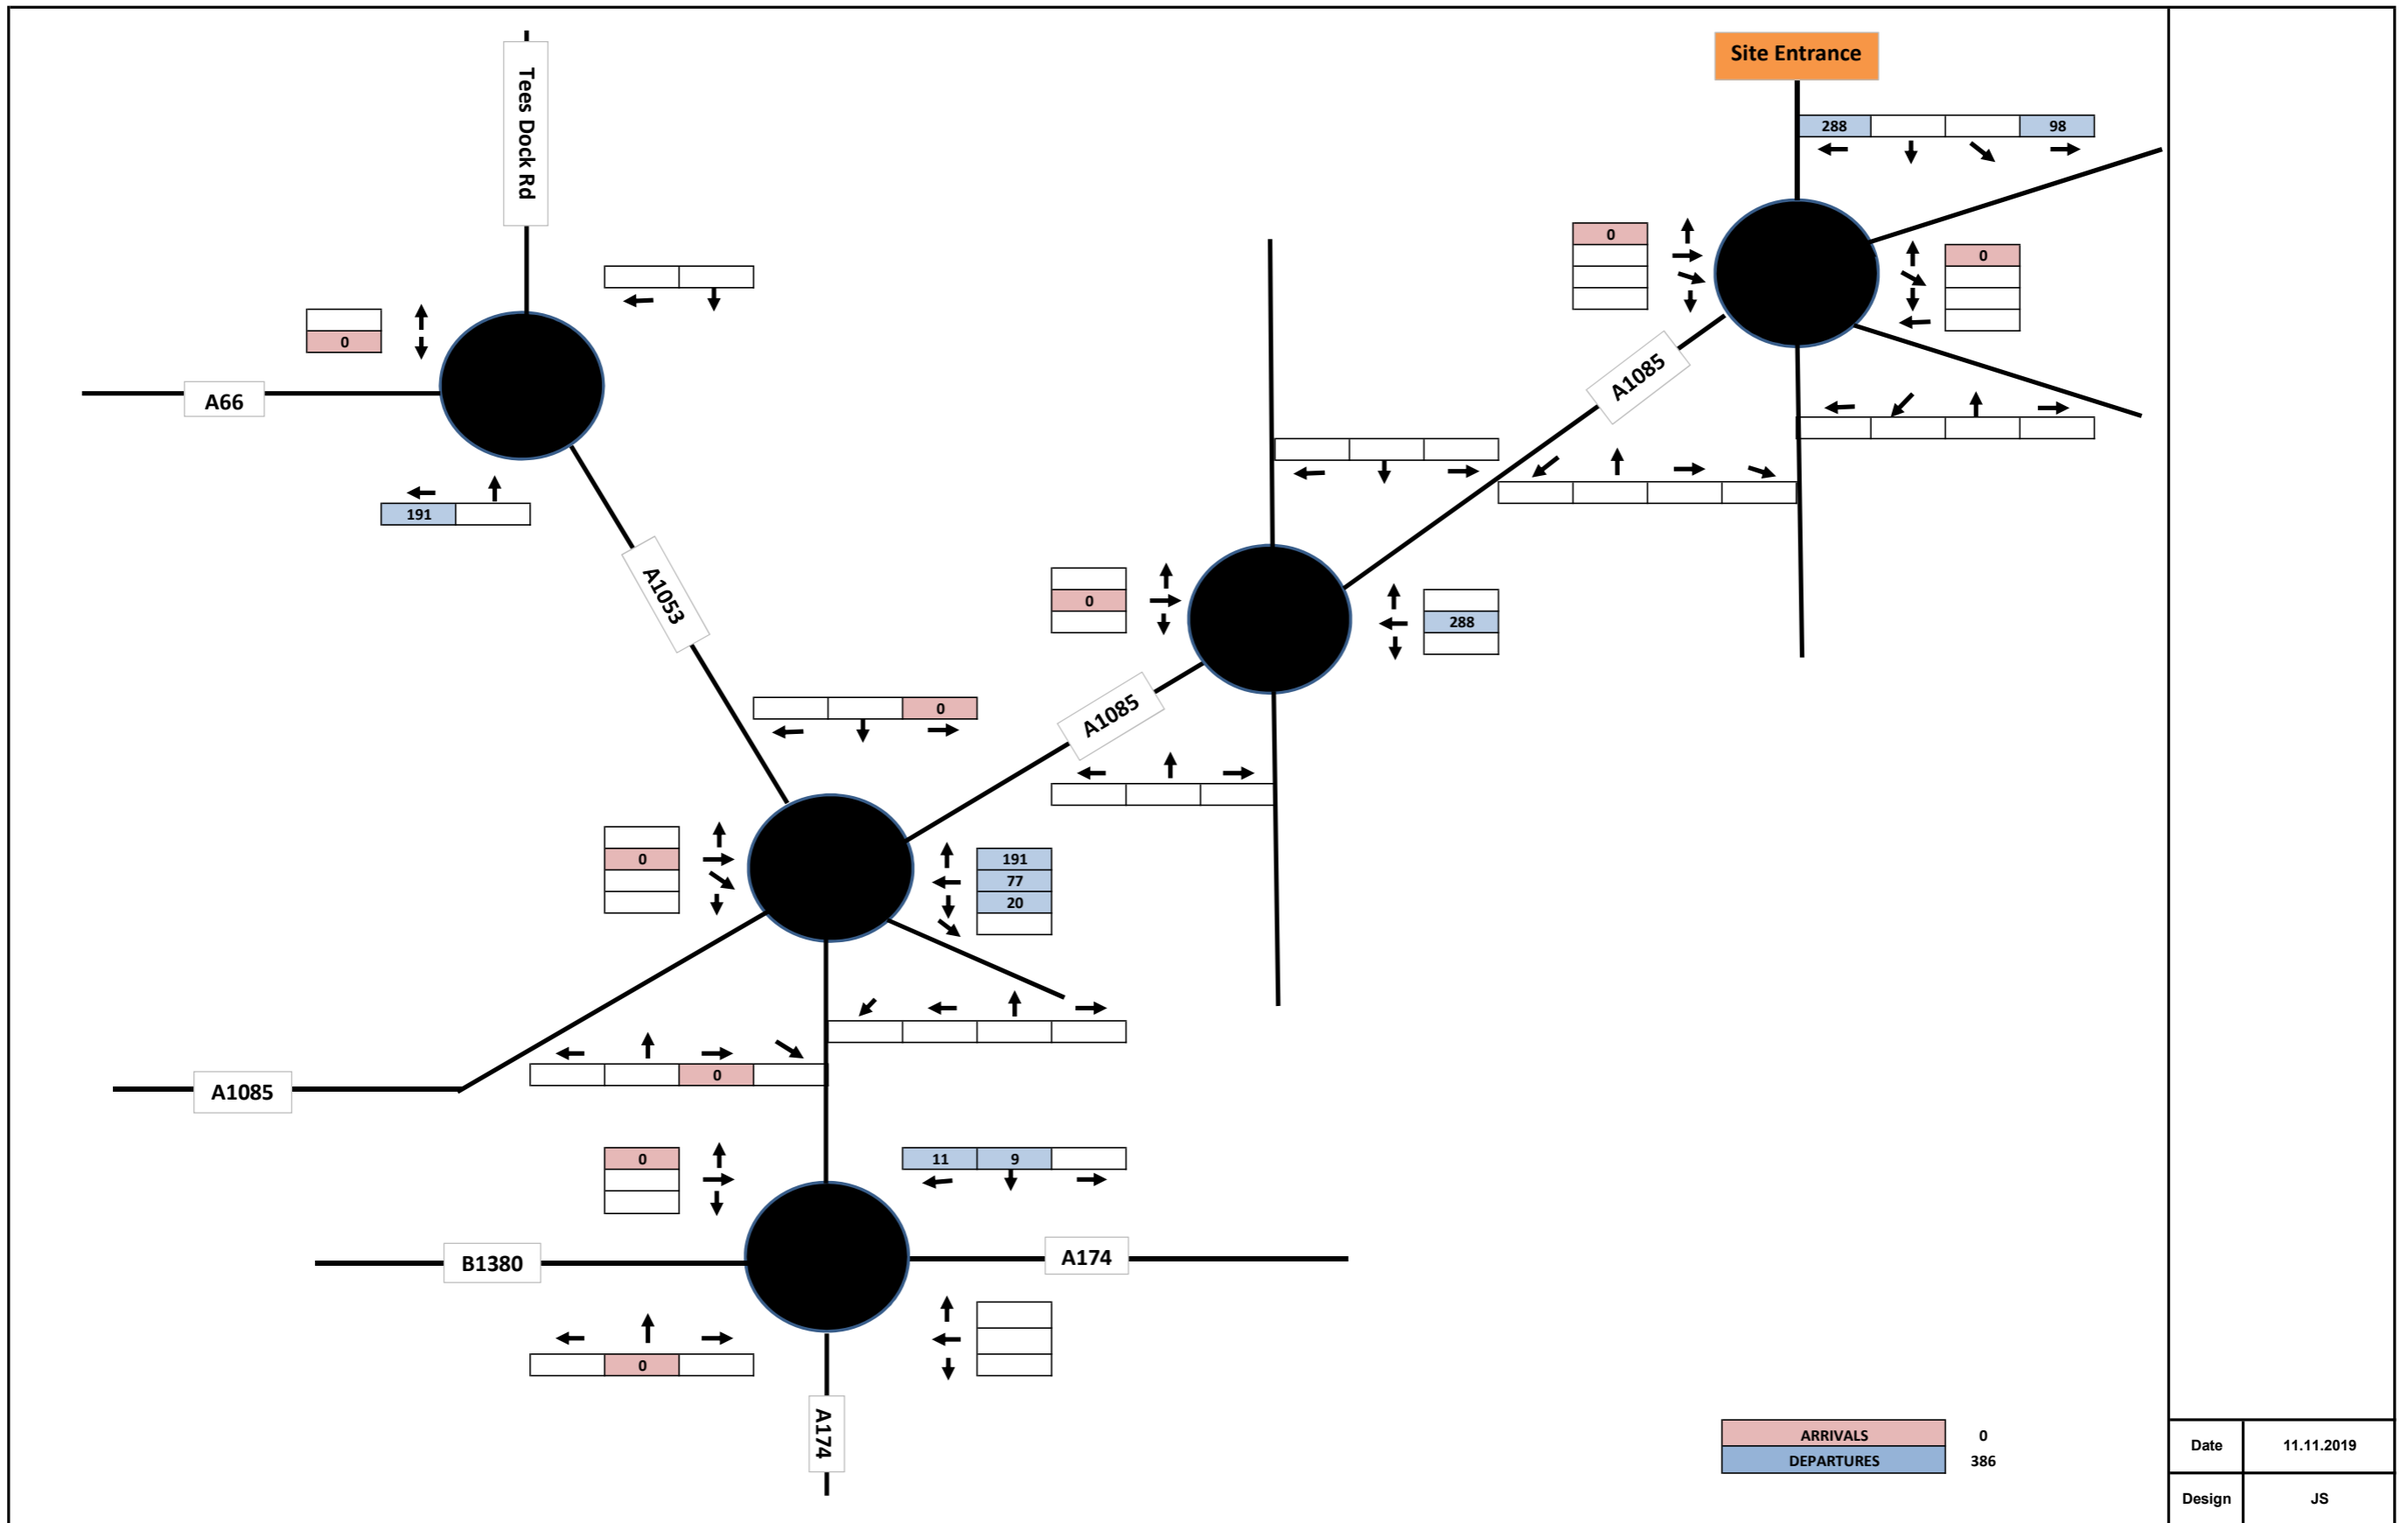 Site Entrance
Tees Dock Rd
288 98
0
0
0
A66
A1085
191
A1053
0
288
0
A1085
0
191
77
20
0
A1085
0
11 9
B1380
A174
0
A174
ARRIVALS 0
DEPARTURES 386
Date 11.11.2019
Design JS